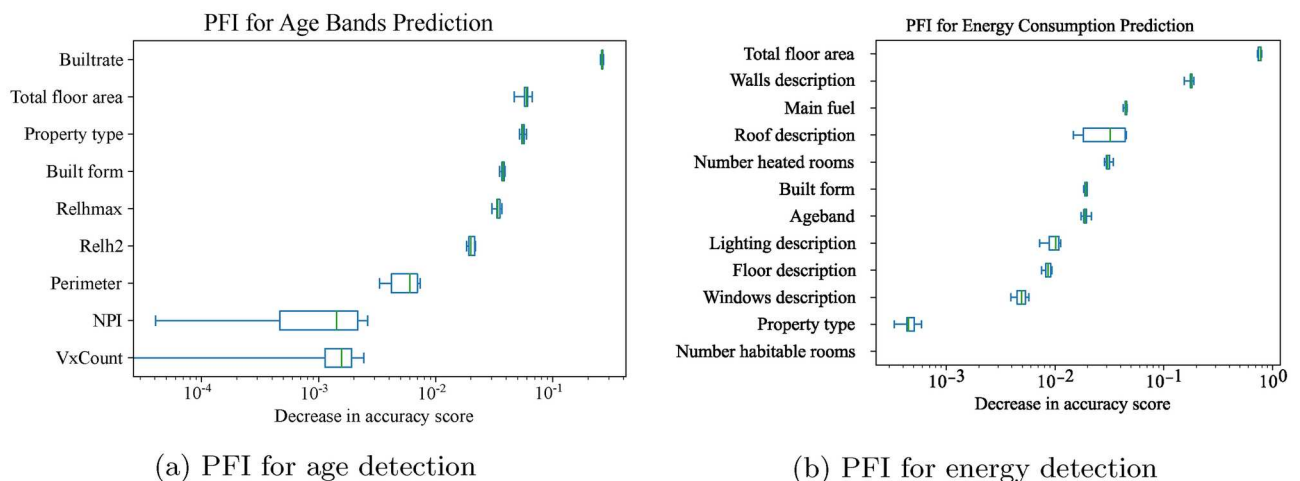 PFI for Age Bands Prediction
Builtrate
Total floor area
Property type
Built form
Relhmax
Relh2
Perimeter
NPI
VxCount
10⁻⁴
10⁻³
10⁻²
10⁻¹
Decrease in accuracy score
(a) PFI for age detection
PFI for Energy Consumption Prediction
Total floor area
Walls description
Main fuel
Roof description
Number heated rooms
Built form
Ageband
Lighting description
Floor description
Windows description
Property type
Number habitable rooms
10⁻³
10⁻²
10⁻¹
10⁰
Decrease in accuracy score
(b) PFI for energy detection